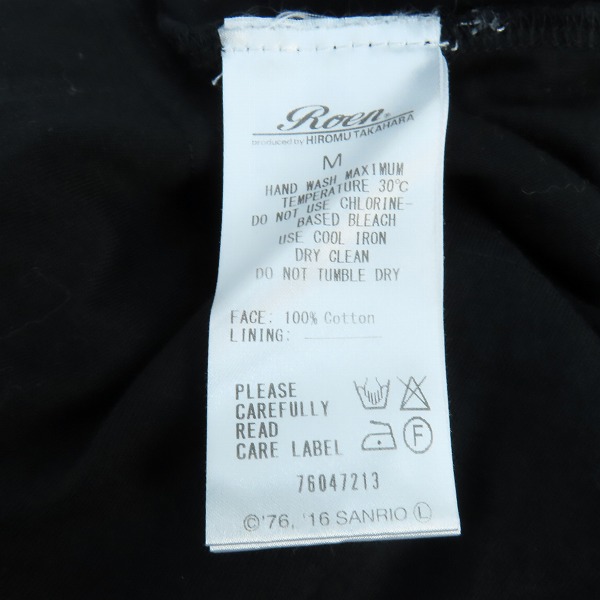 Roen
produced by HIROMU TAKAHARA
M
HAND WASH MAXIMUM
TEMPERATURE 30℃
DO NOT USE CHLORINE-
BASED BLEACH
USE COOL IRON
DRY CLEAN
DO NOT TUMBLE DRY
FACE: 100% Cotton
LINING:
PLEASE
CAREFULLY
READ
CARE LABEL
F
76047213
©'76, '16 SANRIO Ⓛ